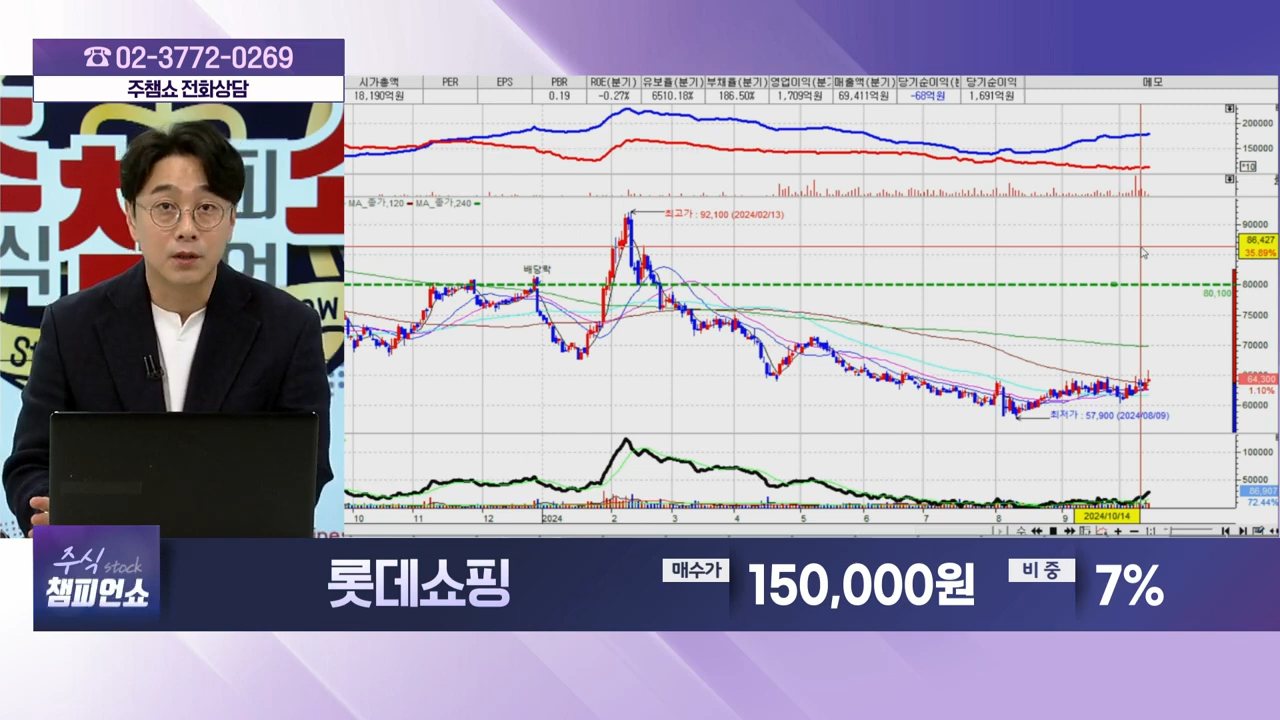 ☎02-3772-0269
주챔쇼 전화상담
시가총액 PER EPS PBR ROE(분기) 유보률(분기) 부채률(분기) 영업이익(분기 매출액(분기) 당기순이익(분 당기순이익 메모
18,190억원 0.19 -0.27% 6510.18% 186.50% 1,709억원 69,411억원 -68억원 1,691억원
200000
150000
*10
MA_종가,120 MA_종가,240
최고가 : 92,100 (2024/02/13)
90000
86,427
35.89%
배당락
80000
80,100
75000
70000
64,300
1.10%
60000
최저가 : 57,900 (2024/08/09)
100000
50000
86,907
72.44%
10 11 12 2024 2 3 4 5 6 7 8 9 2024/10/14
1:1
주식 stock
챔피언쇼
롯데쇼핑 매수가 150,000원 비중 7%